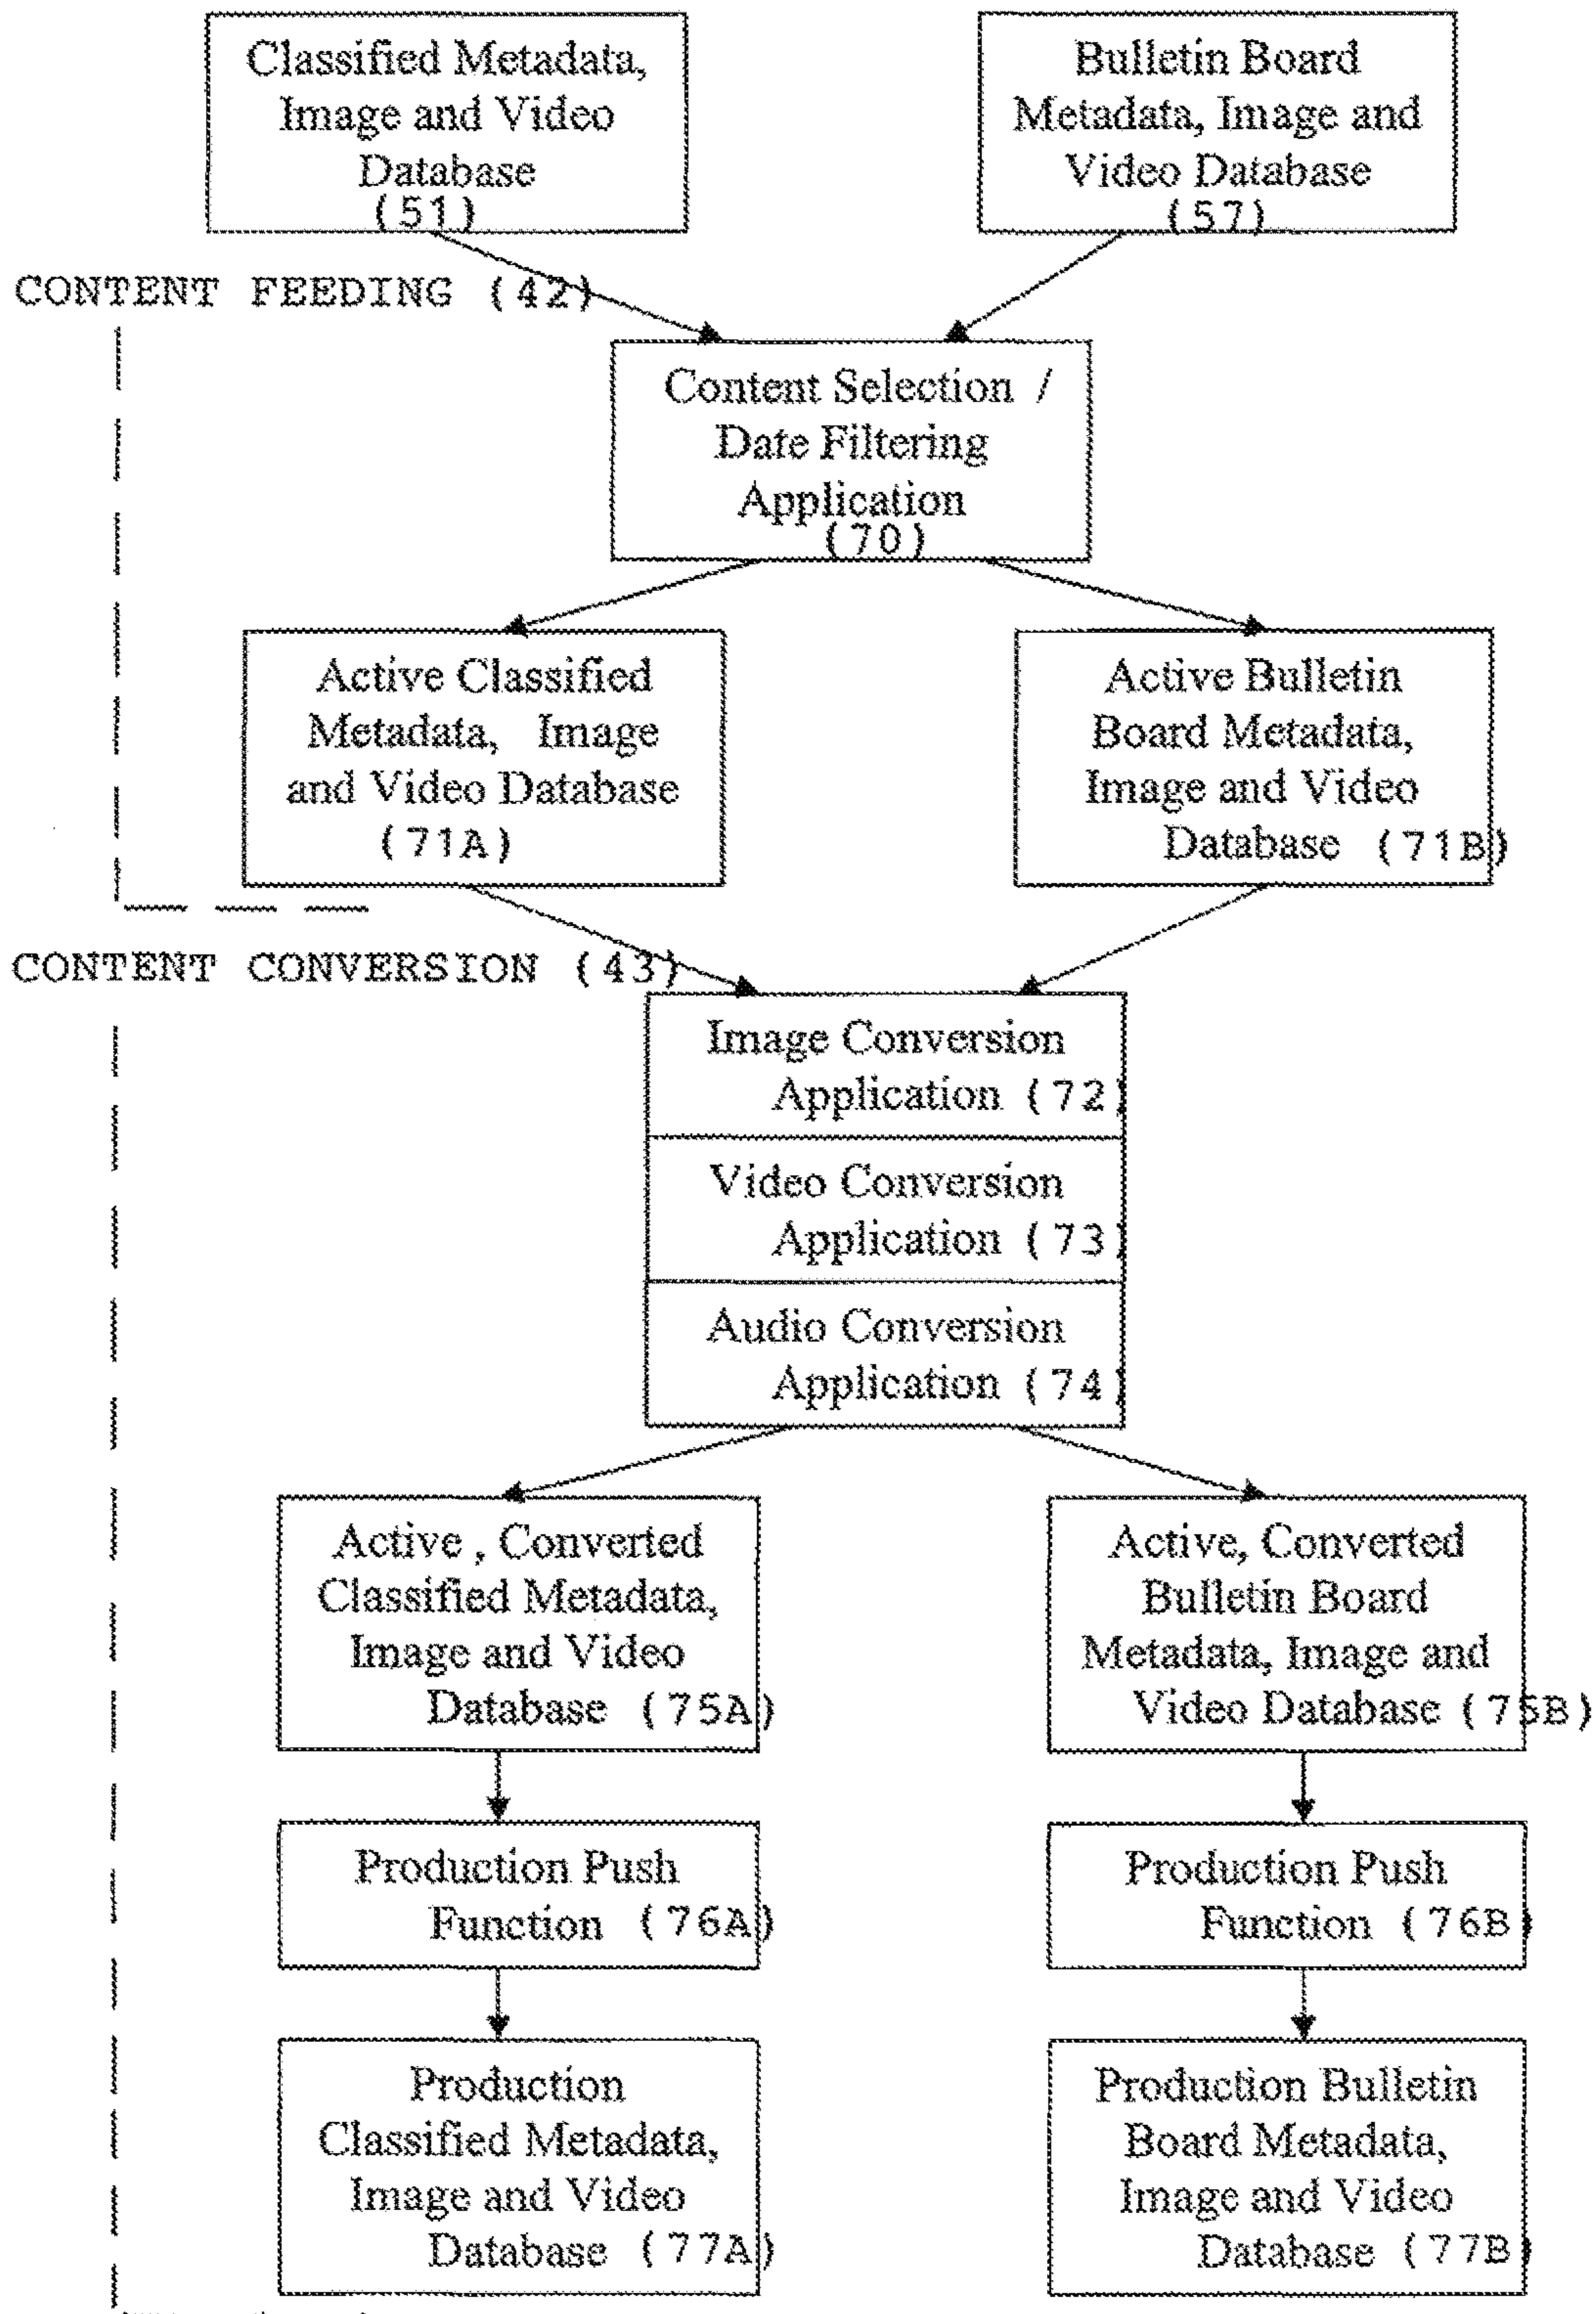 Classified Metadata,
Image and Video
Database
(51)
Bulletin Board
Metadata, Image and
Video Database
(57)
CONTENT FEEDING (42)
Content Selection /
Date Filtering
Application
(70)
Active Classified
Metadata, Image
and Video Database
(71A)
Active Bulletin
Board Metadata,
Image and Video
Database (71B)
CONTENT CONVERSION (43)
Image Conversion
Application (72)
Video Conversion
Application (73)
Audio Conversion
Application (74)
Active , Converted
Classified Metadata,
Image and Video
Database (75A)
Active, Converted
Bulletin Board
Metadata, Image and
Video Database (75B)
Production Push
Function (76A)
Production Push
Function (76B)
Production
Classified Metadata,
Image and Video
Database (77A)
Production Bulletin
Board Metadata,
Image and Video
Database (77B)